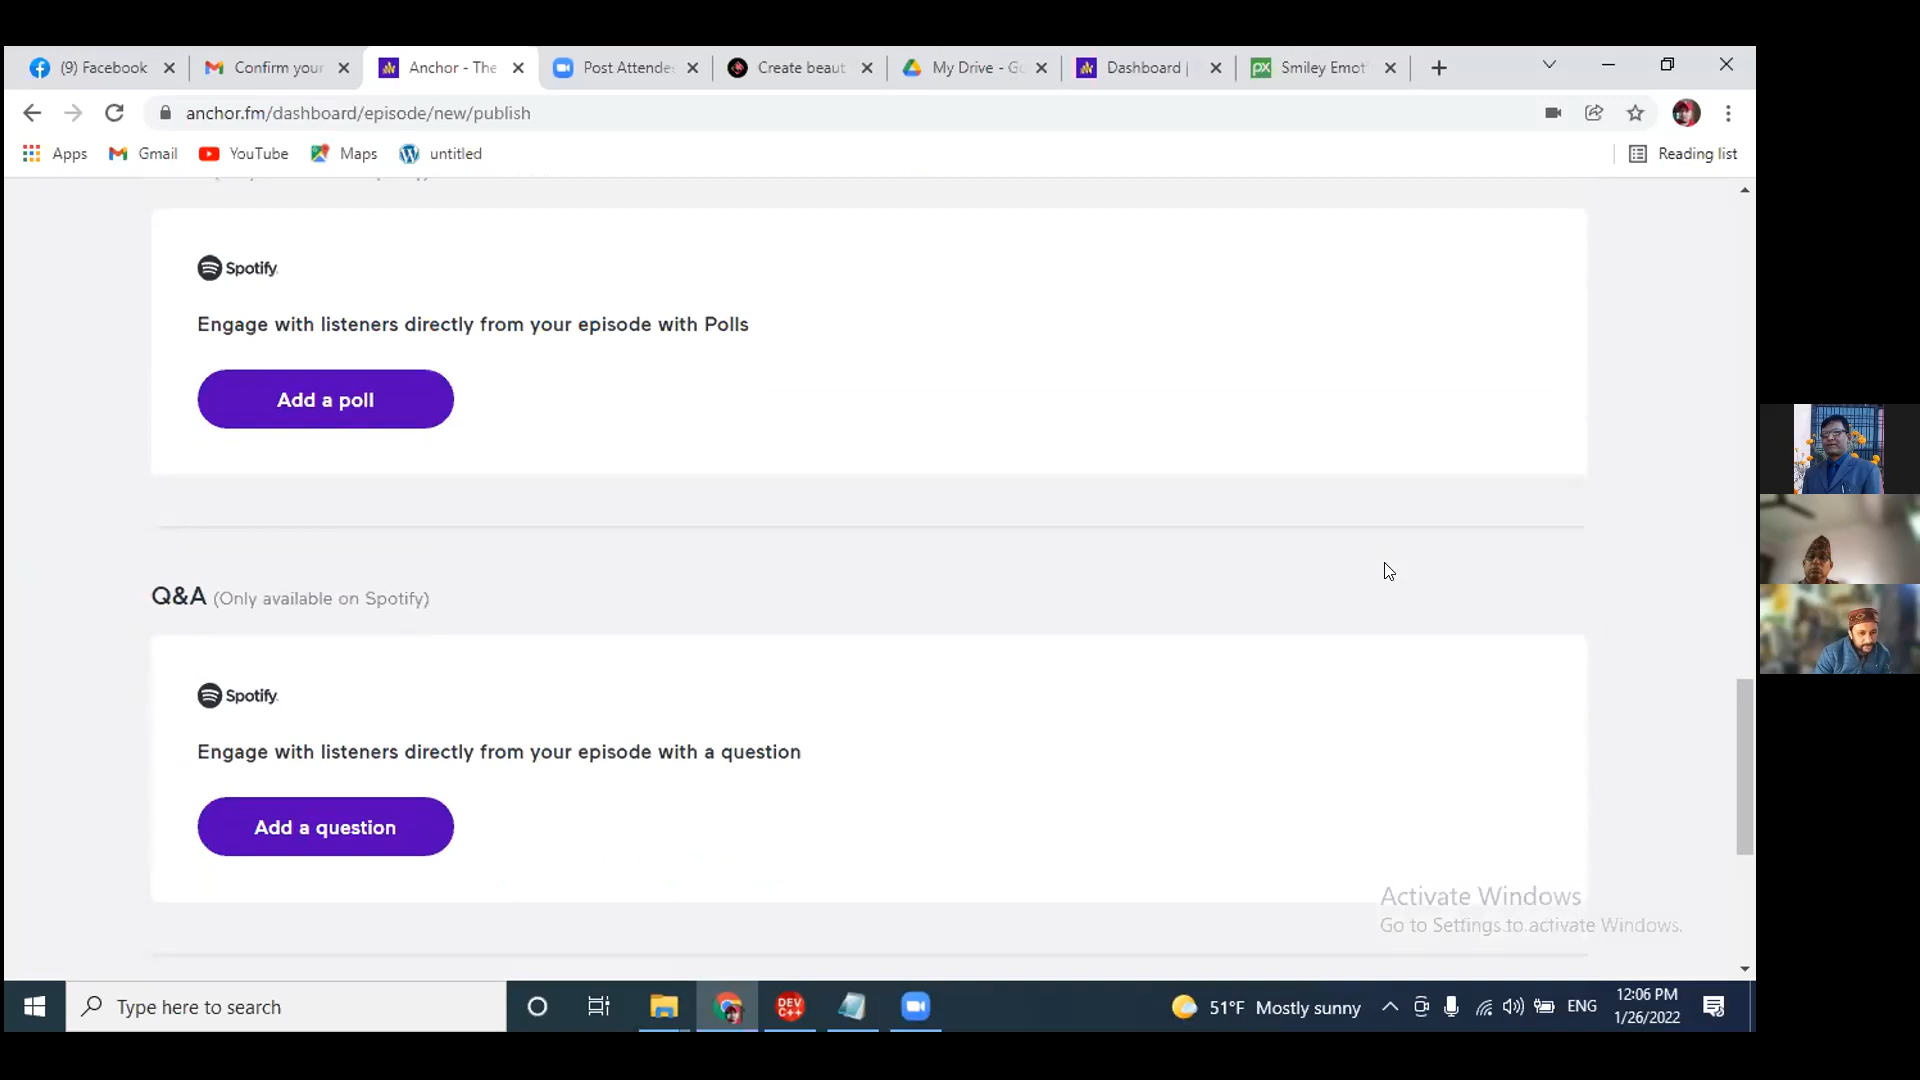 (9) Facebook
Confirm your
Anchor - The
Post Attende
Create beaut
My Drive - Go
Dashboard |
Smiley Emot
anchor.fm/dashboard/episode/new/publish
Apps
Gmail
YouTube
Maps
untitled
Reading list
Spotify
Engage with listeners directly from your episode with Polls
Add a poll
Q&A (Only available on Spotify)
Spotify
Engage with listeners directly from your episode with a question
Add a question
Activate Windows
Go to Settings to activate Windows.
Type here to search
DEV
C++
51°F Mostly sunny
ENG
12:06 PM
1/26/2022